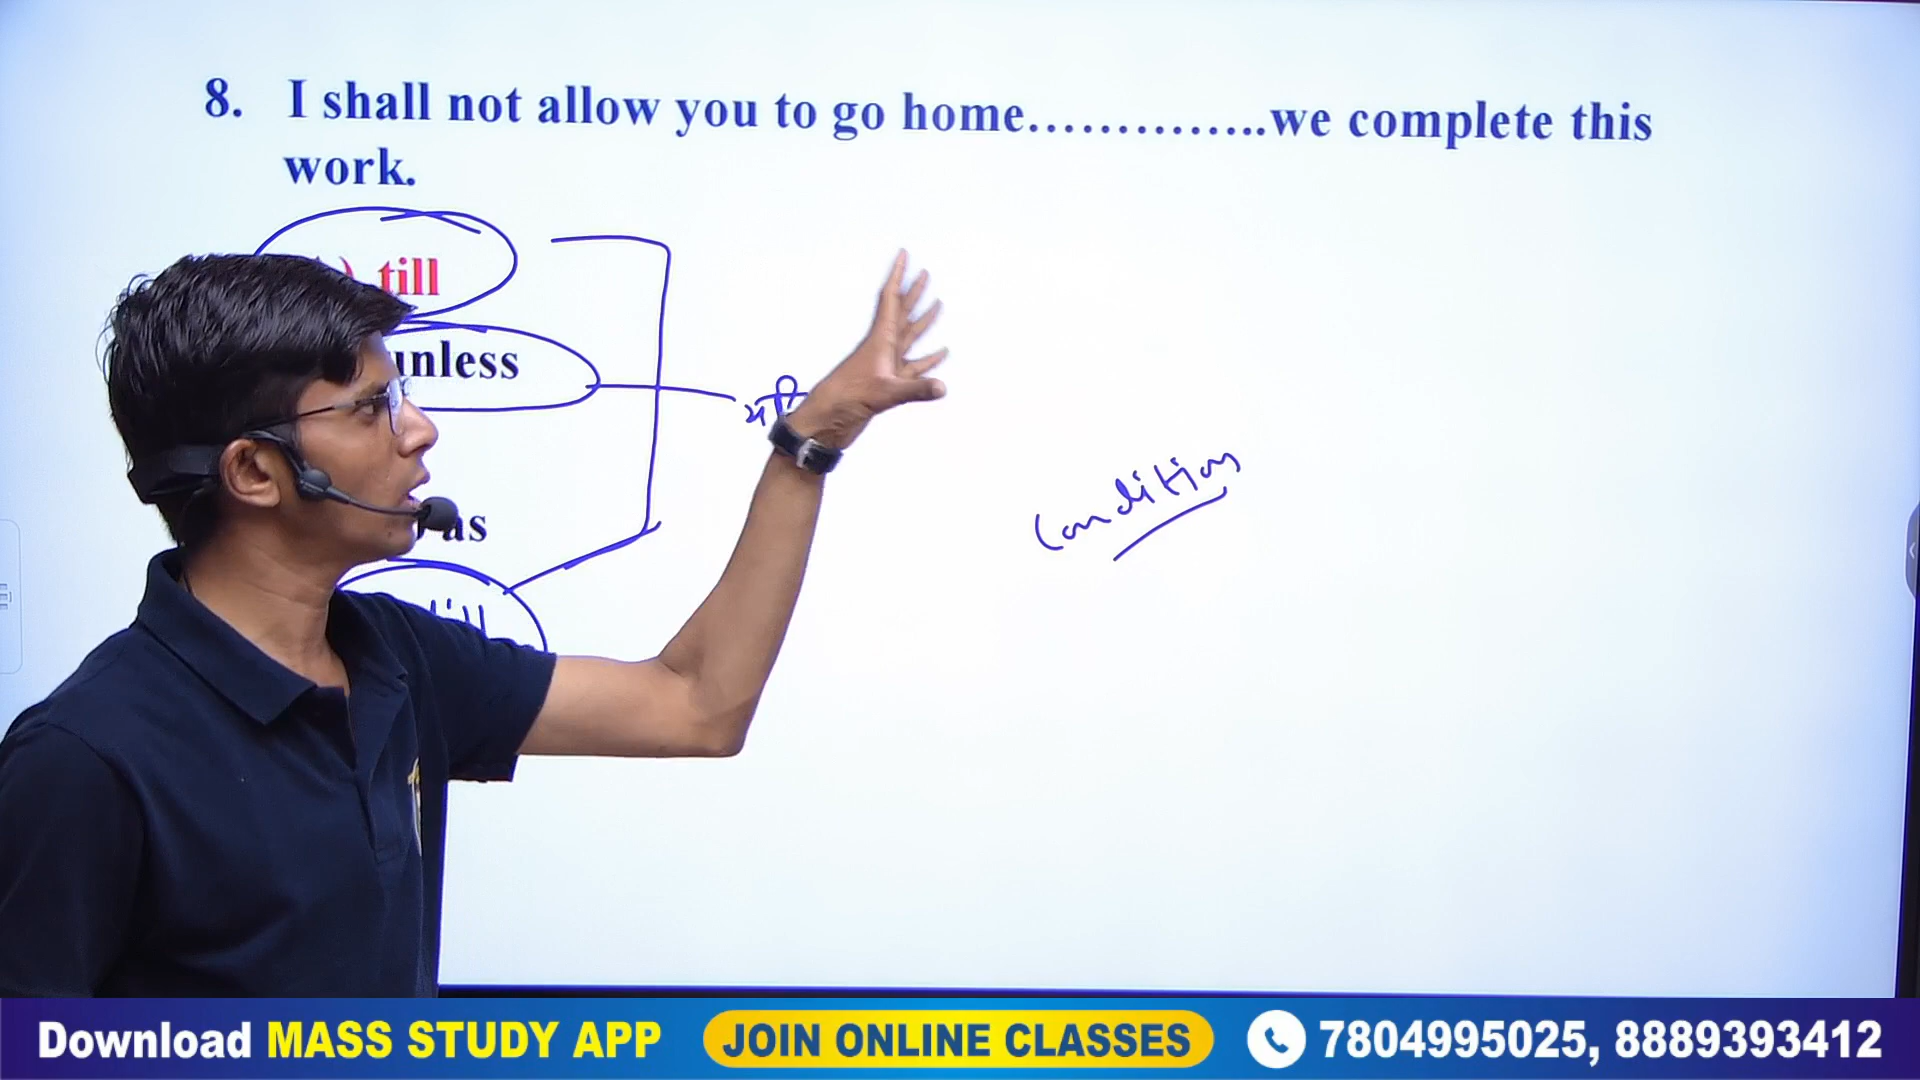 8. I shall not allow you to go home..............we complete this
work.
till
unless
as
Condition
Download MASS STUDY APP JOIN ONLINE CLASSES 7804995025, 8889393412